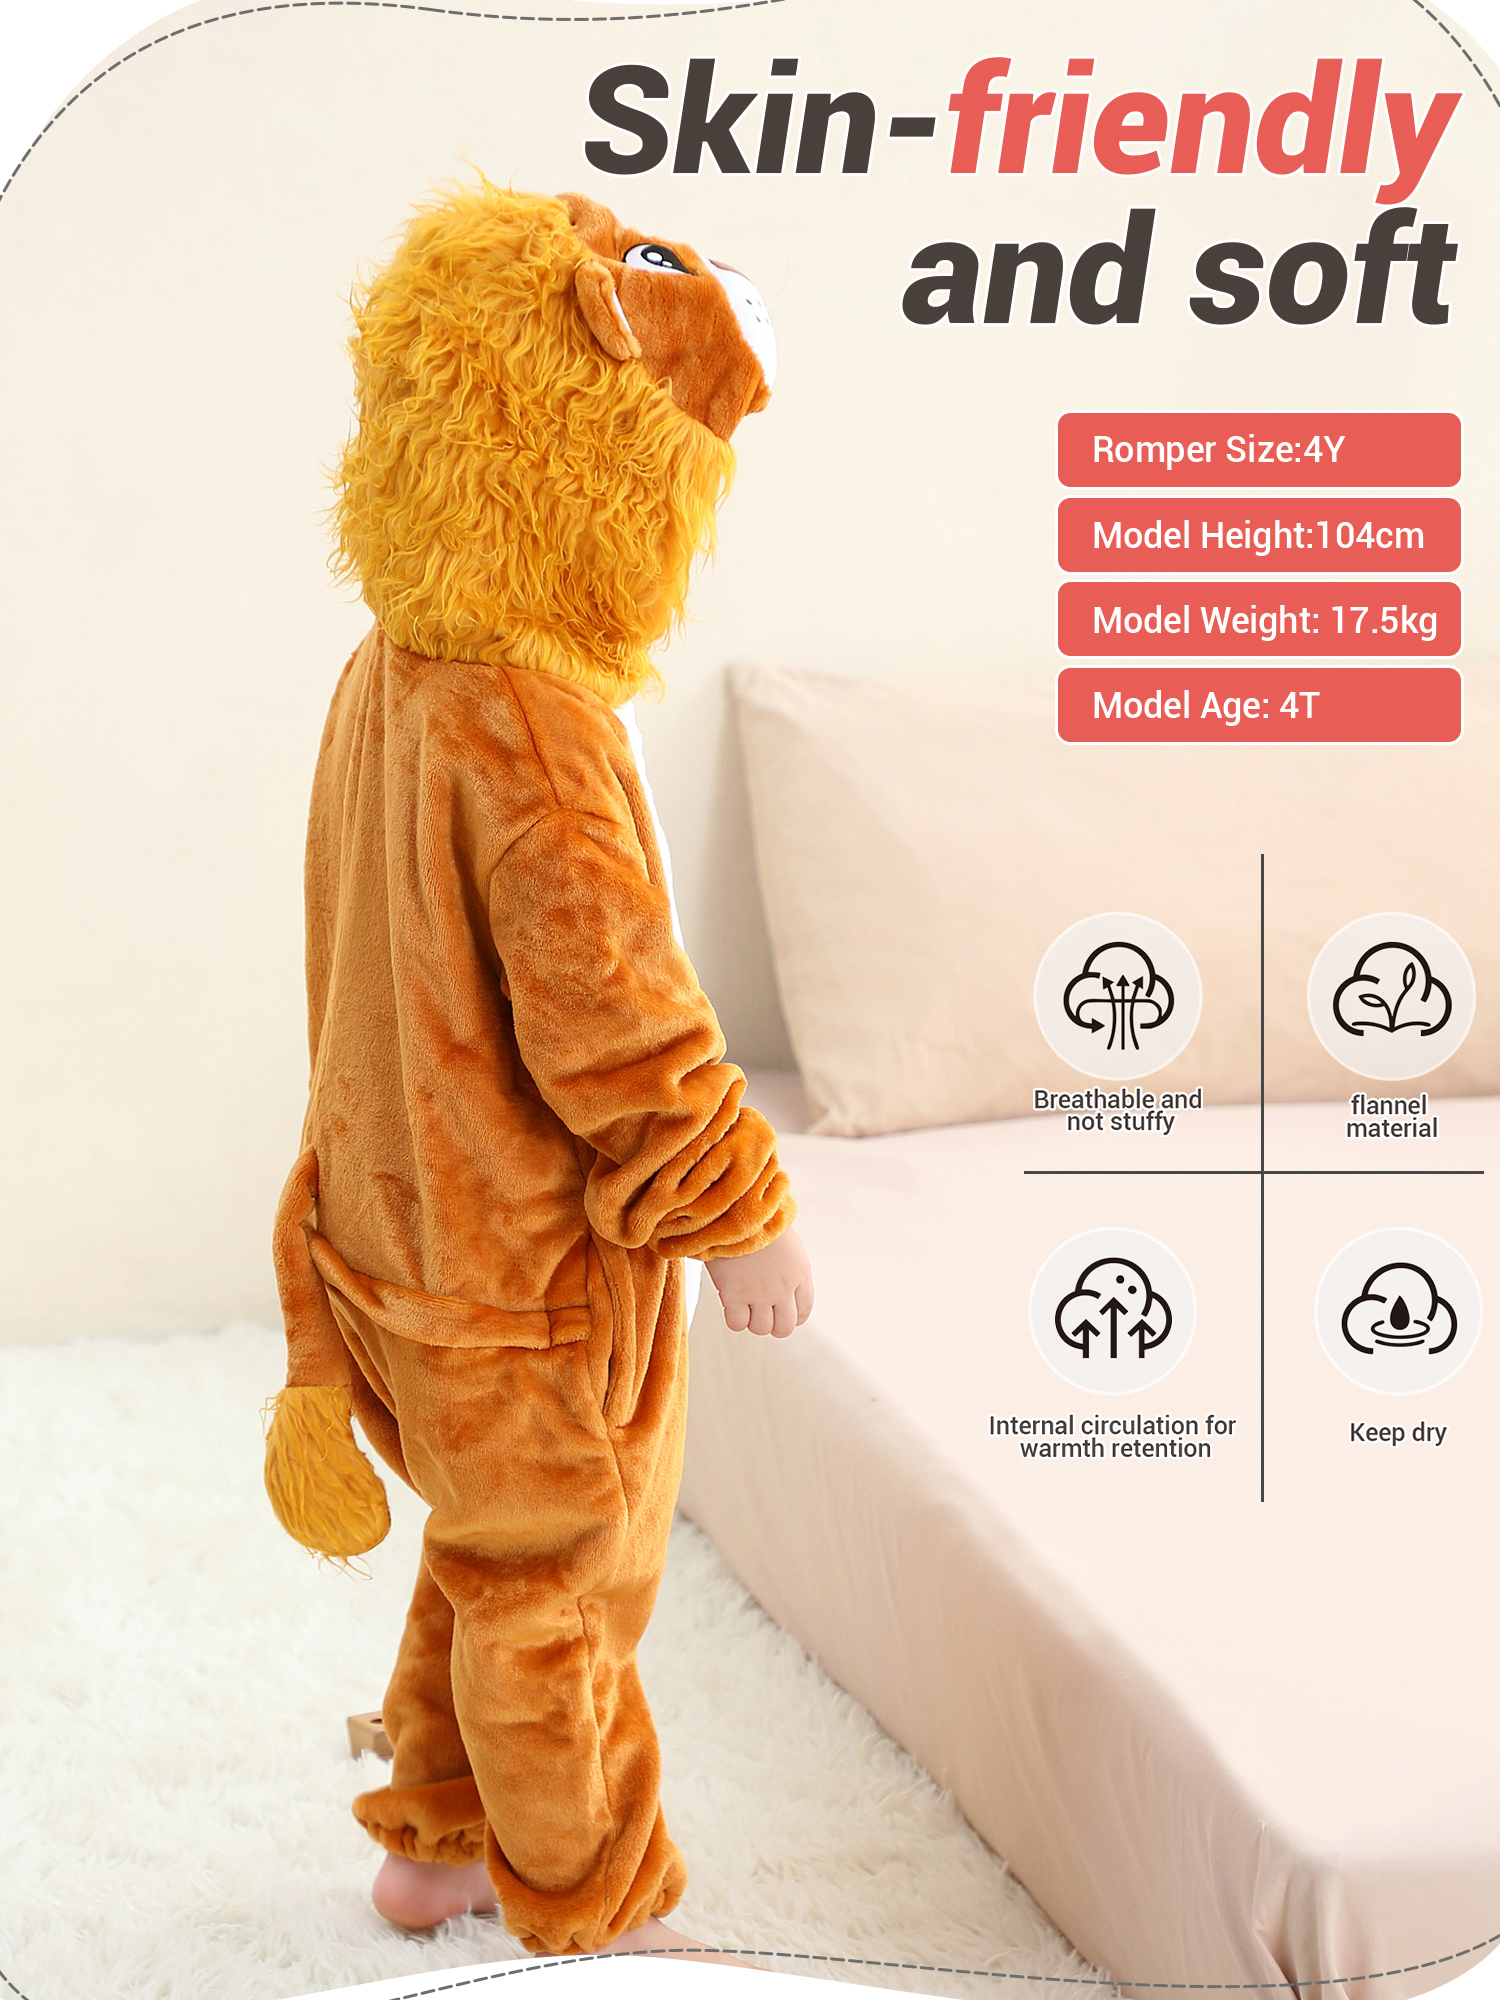 Skin-friendly
and soft
Romper Size:4Y
Model Height:104cm
Model Weight: 17.5kg
Model Age: 4T
Breathable and
not stuffy
flannel
material
Internal circulation for
warmth retention
Keep dry